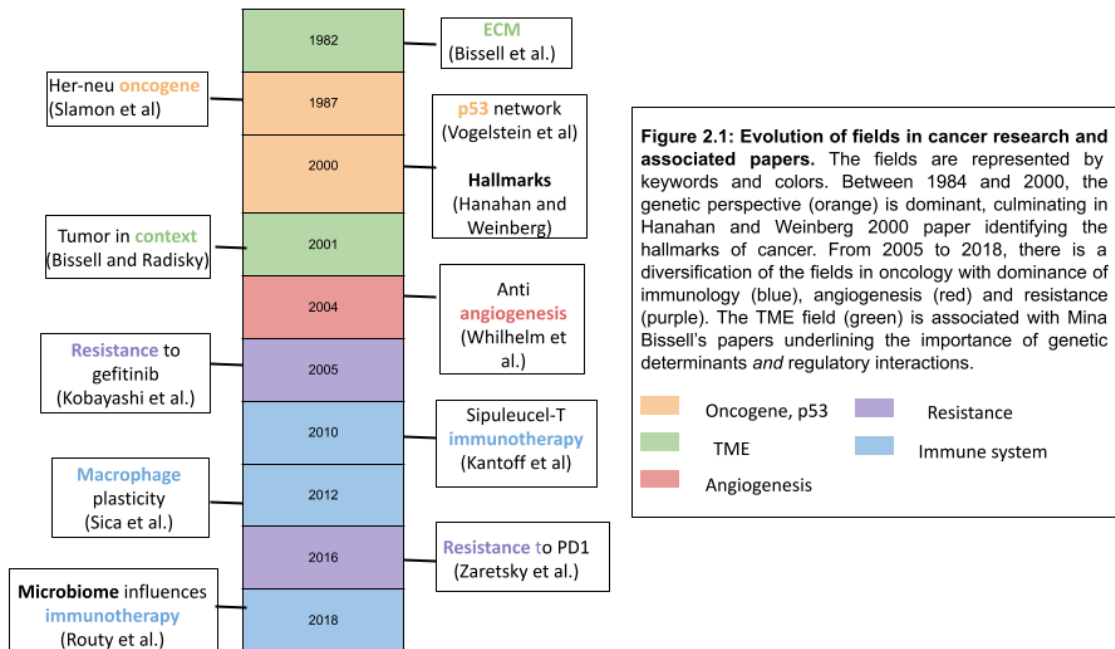 1982
ECM
(Bissell et al.)
Her-neu oncogene
(Slamon et al)
1987
p53 network
(Vogelstein et al)
Hallmarks
(Hanahan and
Weinberg)
2000
Tumor in context
(Bissell and Radisky)
2001
Anti
angiogenesis
(Whilhelm et
al.)
2004
Resistance to
gefitinib
(Kobayashi et al.)
2005
Sipuleucel-T
immunotherapy
(Kantoff et al)
2010
Macrophage
plasticity
(Sica et al.)
2012
Resistance to PD1
(Zaretsky et al.)
2016
Microbiome influences
immunotherapy
(Routy et al.)
2018
Figure 2.1: Evolution of fields in cancer research and
associated papers. The fields are represented by
keywords and colors. Between 1984 and 2000, the
genetic perspective (orange) is dominant, culminating in
Hanahan and Weinberg 2000 paper identifying the
hallmarks of cancer. From 2005 to 2018, there is a
diversification of the fields in oncology with dominance of
immunology (blue), angiogenesis (red) and resistance
(purple). The TME field (green) is associated with Mina
Bissell's papers underlining the importance of genetic
determinants and regulatory interactions.
Oncogene, p53
Resistance
TME
Immune system
Angiogenesis